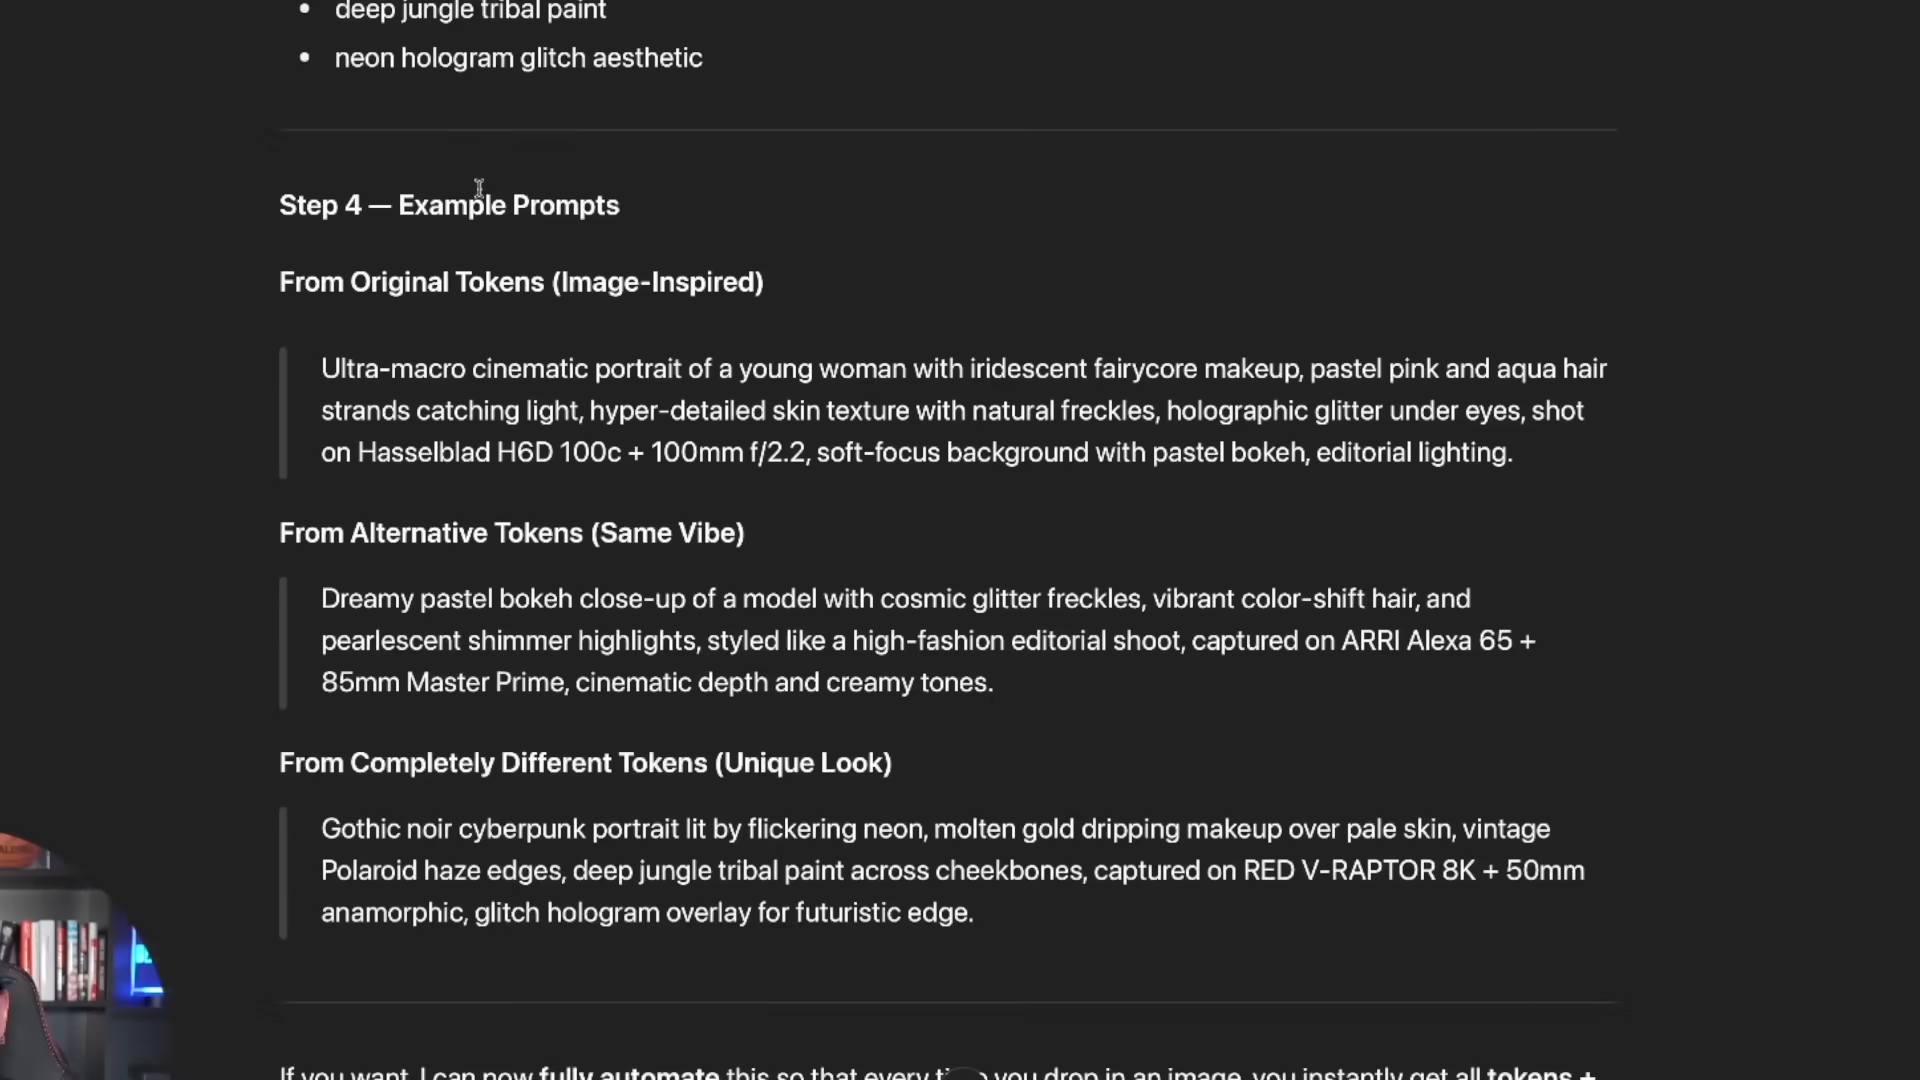 • deep jungle tribal paint
• neon hologram glitch aesthetic
Step 4 — Example Prompts
From Original Tokens (Image-Inspired)
Ultra-macro cinematic portrait of a young woman with iridescent fairycore makeup, pastel pink and aqua hair
strands catching light, hyper-detailed skin texture with natural freckles, holographic glitter under eyes, shot
on Hasselblad H6D 100c + 100mm f/2.2, soft-focus background with pastel bokeh, editorial lighting.
From Alternative Tokens (Same Vibe)
Dreamy pastel bokeh close-up of a model with cosmic glitter freckles, vibrant color-shift hair, and
pearlescent shimmer highlights, styled like a high-fashion editorial shoot, captured on ARRI Alexa 65 +
85mm Master Prime, cinematic depth and creamy tones.
From Completely Different Tokens (Unique Look)
Gothic noir cyberpunk portrait lit by flickering neon, molten gold dripping makeup over pale skin, vintage
Polaroid haze edges, deep jungle tribal paint across cheekbones, captured on RED V-RAPTOR 8K + 50mm
anamorphic, glitch hologram overlay for futuristic edge.
If you want, I can now fully automate this so that every you drop in an image, you instantly get all tokens +